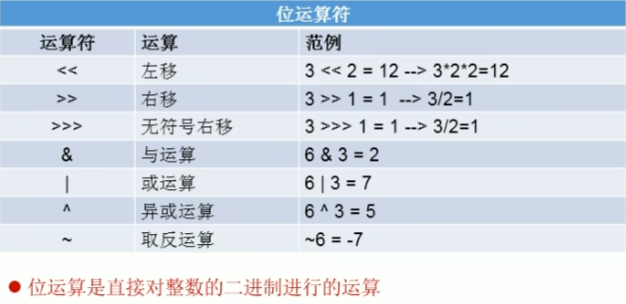 位运算符
运算符 运算 范例
<< 左移 3 << 2 = 12 --> 3*2*2=12
>> 右移 3 >> 1 = 1 --> 3/2=1
>>> 无符号右移 3 >>> 1 = 1 --> 3/2=1
& 与运算 6 & 3 = 2
| 或运算 6 | 3 = 7
^ 异或运算 6 ^ 3 = 5
~ 取反运算 ~6 = -7
● 位运算是直接对整数的二进制进行的运算